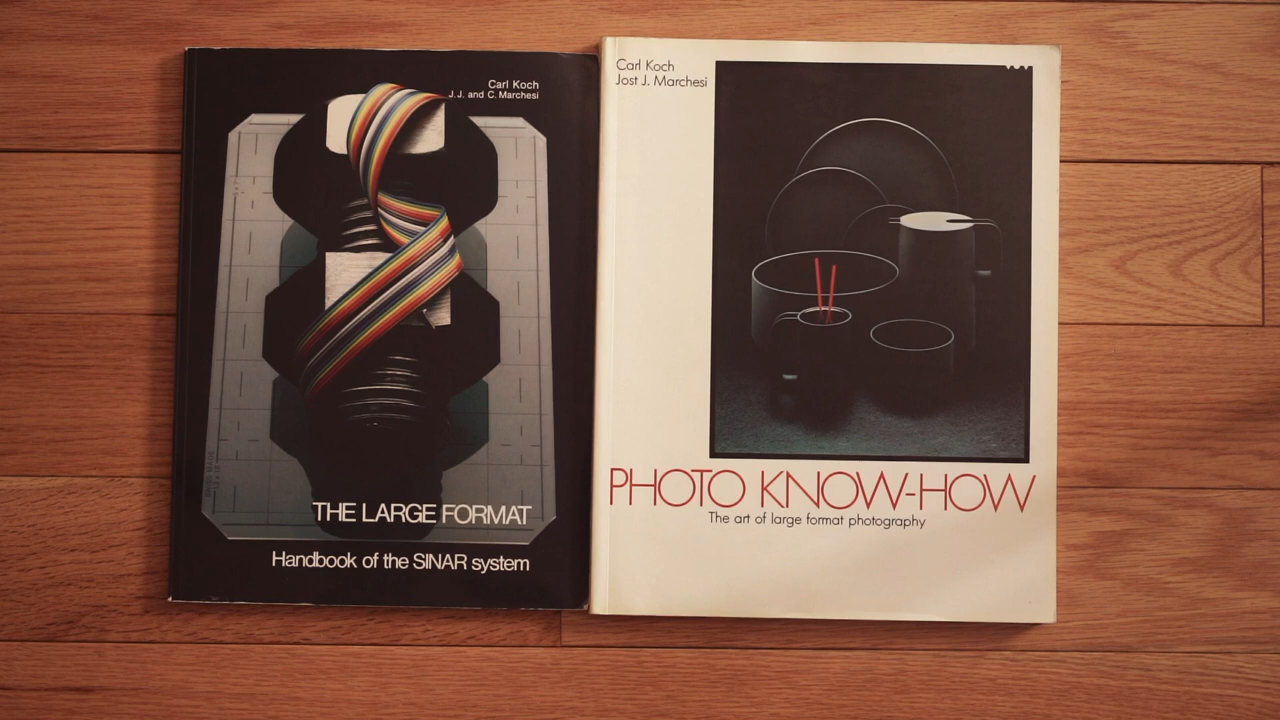 Carl Koch
J.J. and C. Marchesi
THE LARGE FORMAT
Handbook of the SINAR system
Carl Koch
Jost J. Marchesi
PHOTO KNOW-HOW
The art of large format photography